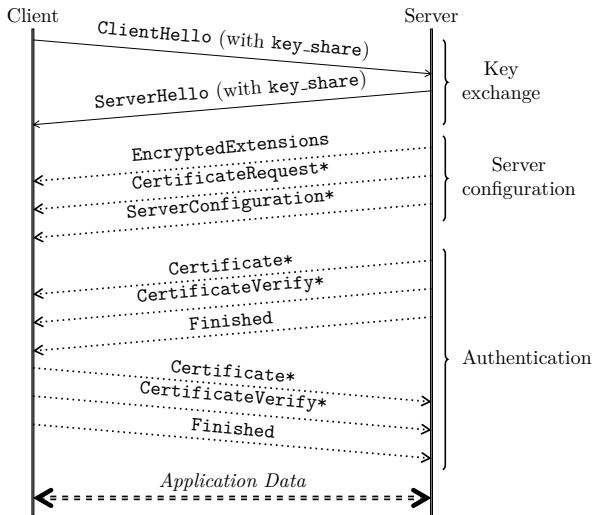 Client
Server
ClientHello (with key_share)
ServerHello (with key_share)
Key
exchange
EncryptedExtensions
CertificateRequest*
ServerConfiguration*
Server
configuration
Certificate*
CertificateVerify*
Finished
Certificate*
CertificateVerify*
Finished
Authentication
Application Data